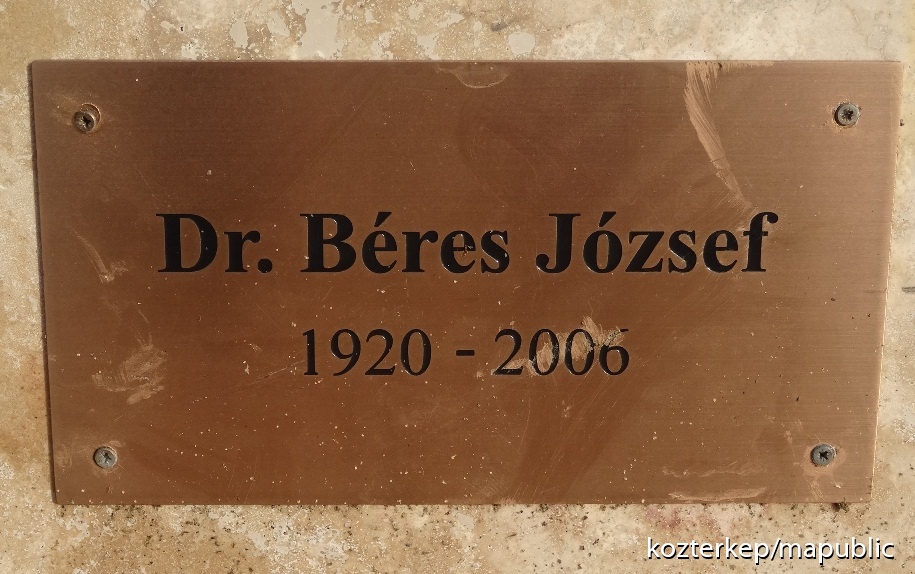 Dr. Béres József
1920 - 2006
kozterkep/mapublic